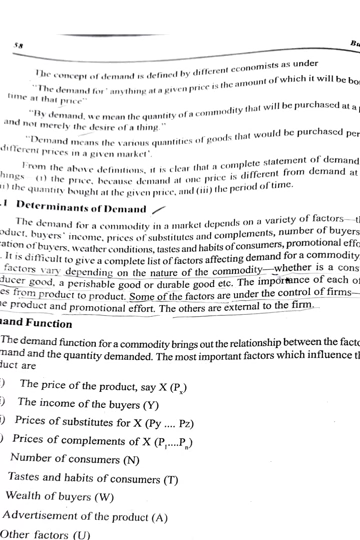 58
Bu
The concept of demand is defined by different economists as under
"The demand for anything at a given price is the amount of which it will be bo
time at that price"
"By demand, we mean the quantity of a commodity that will be purchased at a p
and not merely the desire of a thing."
"Demand means the various quantities of goods that would be purchased per
different prices in a given market'.
From the above definitions, it is clear that a complete statement of demand
hings (i) the price, because demand at one price is different from demand at
ii) the quantity bought at the given price, and (iii) the period of time.
.1 Determinants of Demand
The demand for a commodity in a market depends on a variety of factors—th
oduct, buyers' income, prices of substitutes and complements, number of buyers
ration of buyers, weather conditions, tastes and habits of consumers, promotional effo
. It is difficult to give a complete list of factors affecting demand for a commodity
factors vary depending on the nature of the commodity—whether is a cons
ducer good, a perishable good or durable good etc. The importance of each of
es from product to product. Some of the factors are under the control of firms—
he product and promotional effort. The others are external to the firm.
mand Function
The demand function for a commodity brings out the relationship between the facto
mand and the quantity demanded. The most important factors which influence th
duct are
) The price of the product, say X (Pₓ)
) The income of the buyers (Y)
) Prices of substitutes for X (Py .... Pz)
) Prices of complements of X (P₁....Pₙ)
Number of consumers (N)
Tastes and habits of consumers (T)
Wealth of buyers (W)
Advertisement of the product (A)
Other factors (U)